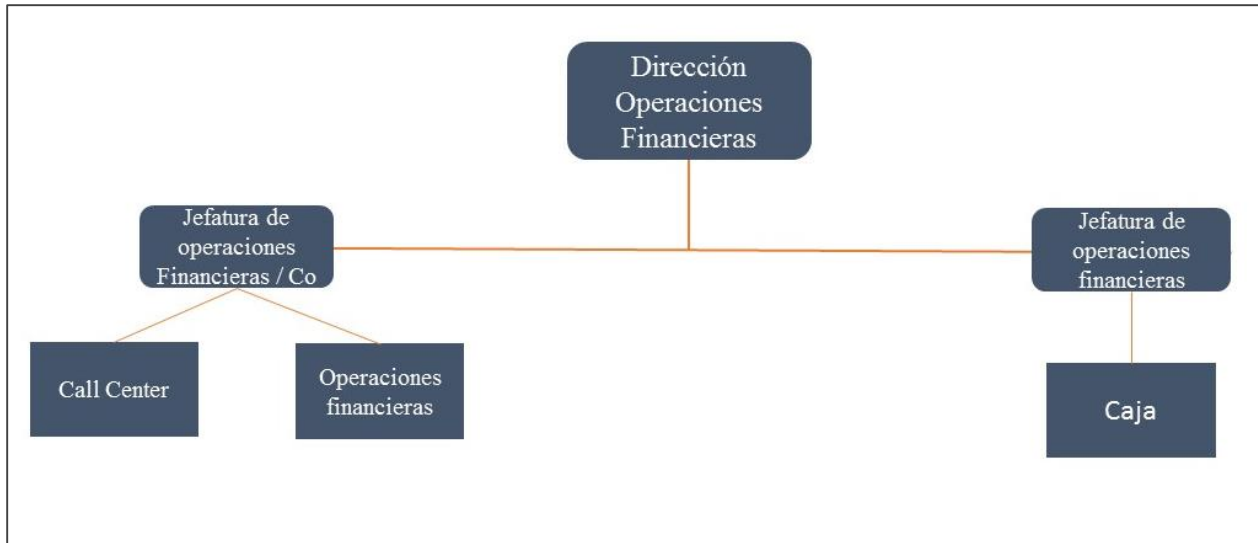 Dirección
Operaciones
Financieras
Jefatura de
operaciones
Financieras / Co
Jefatura de
operaciones
financieras
Call Center
Operaciones
financieras
Caja